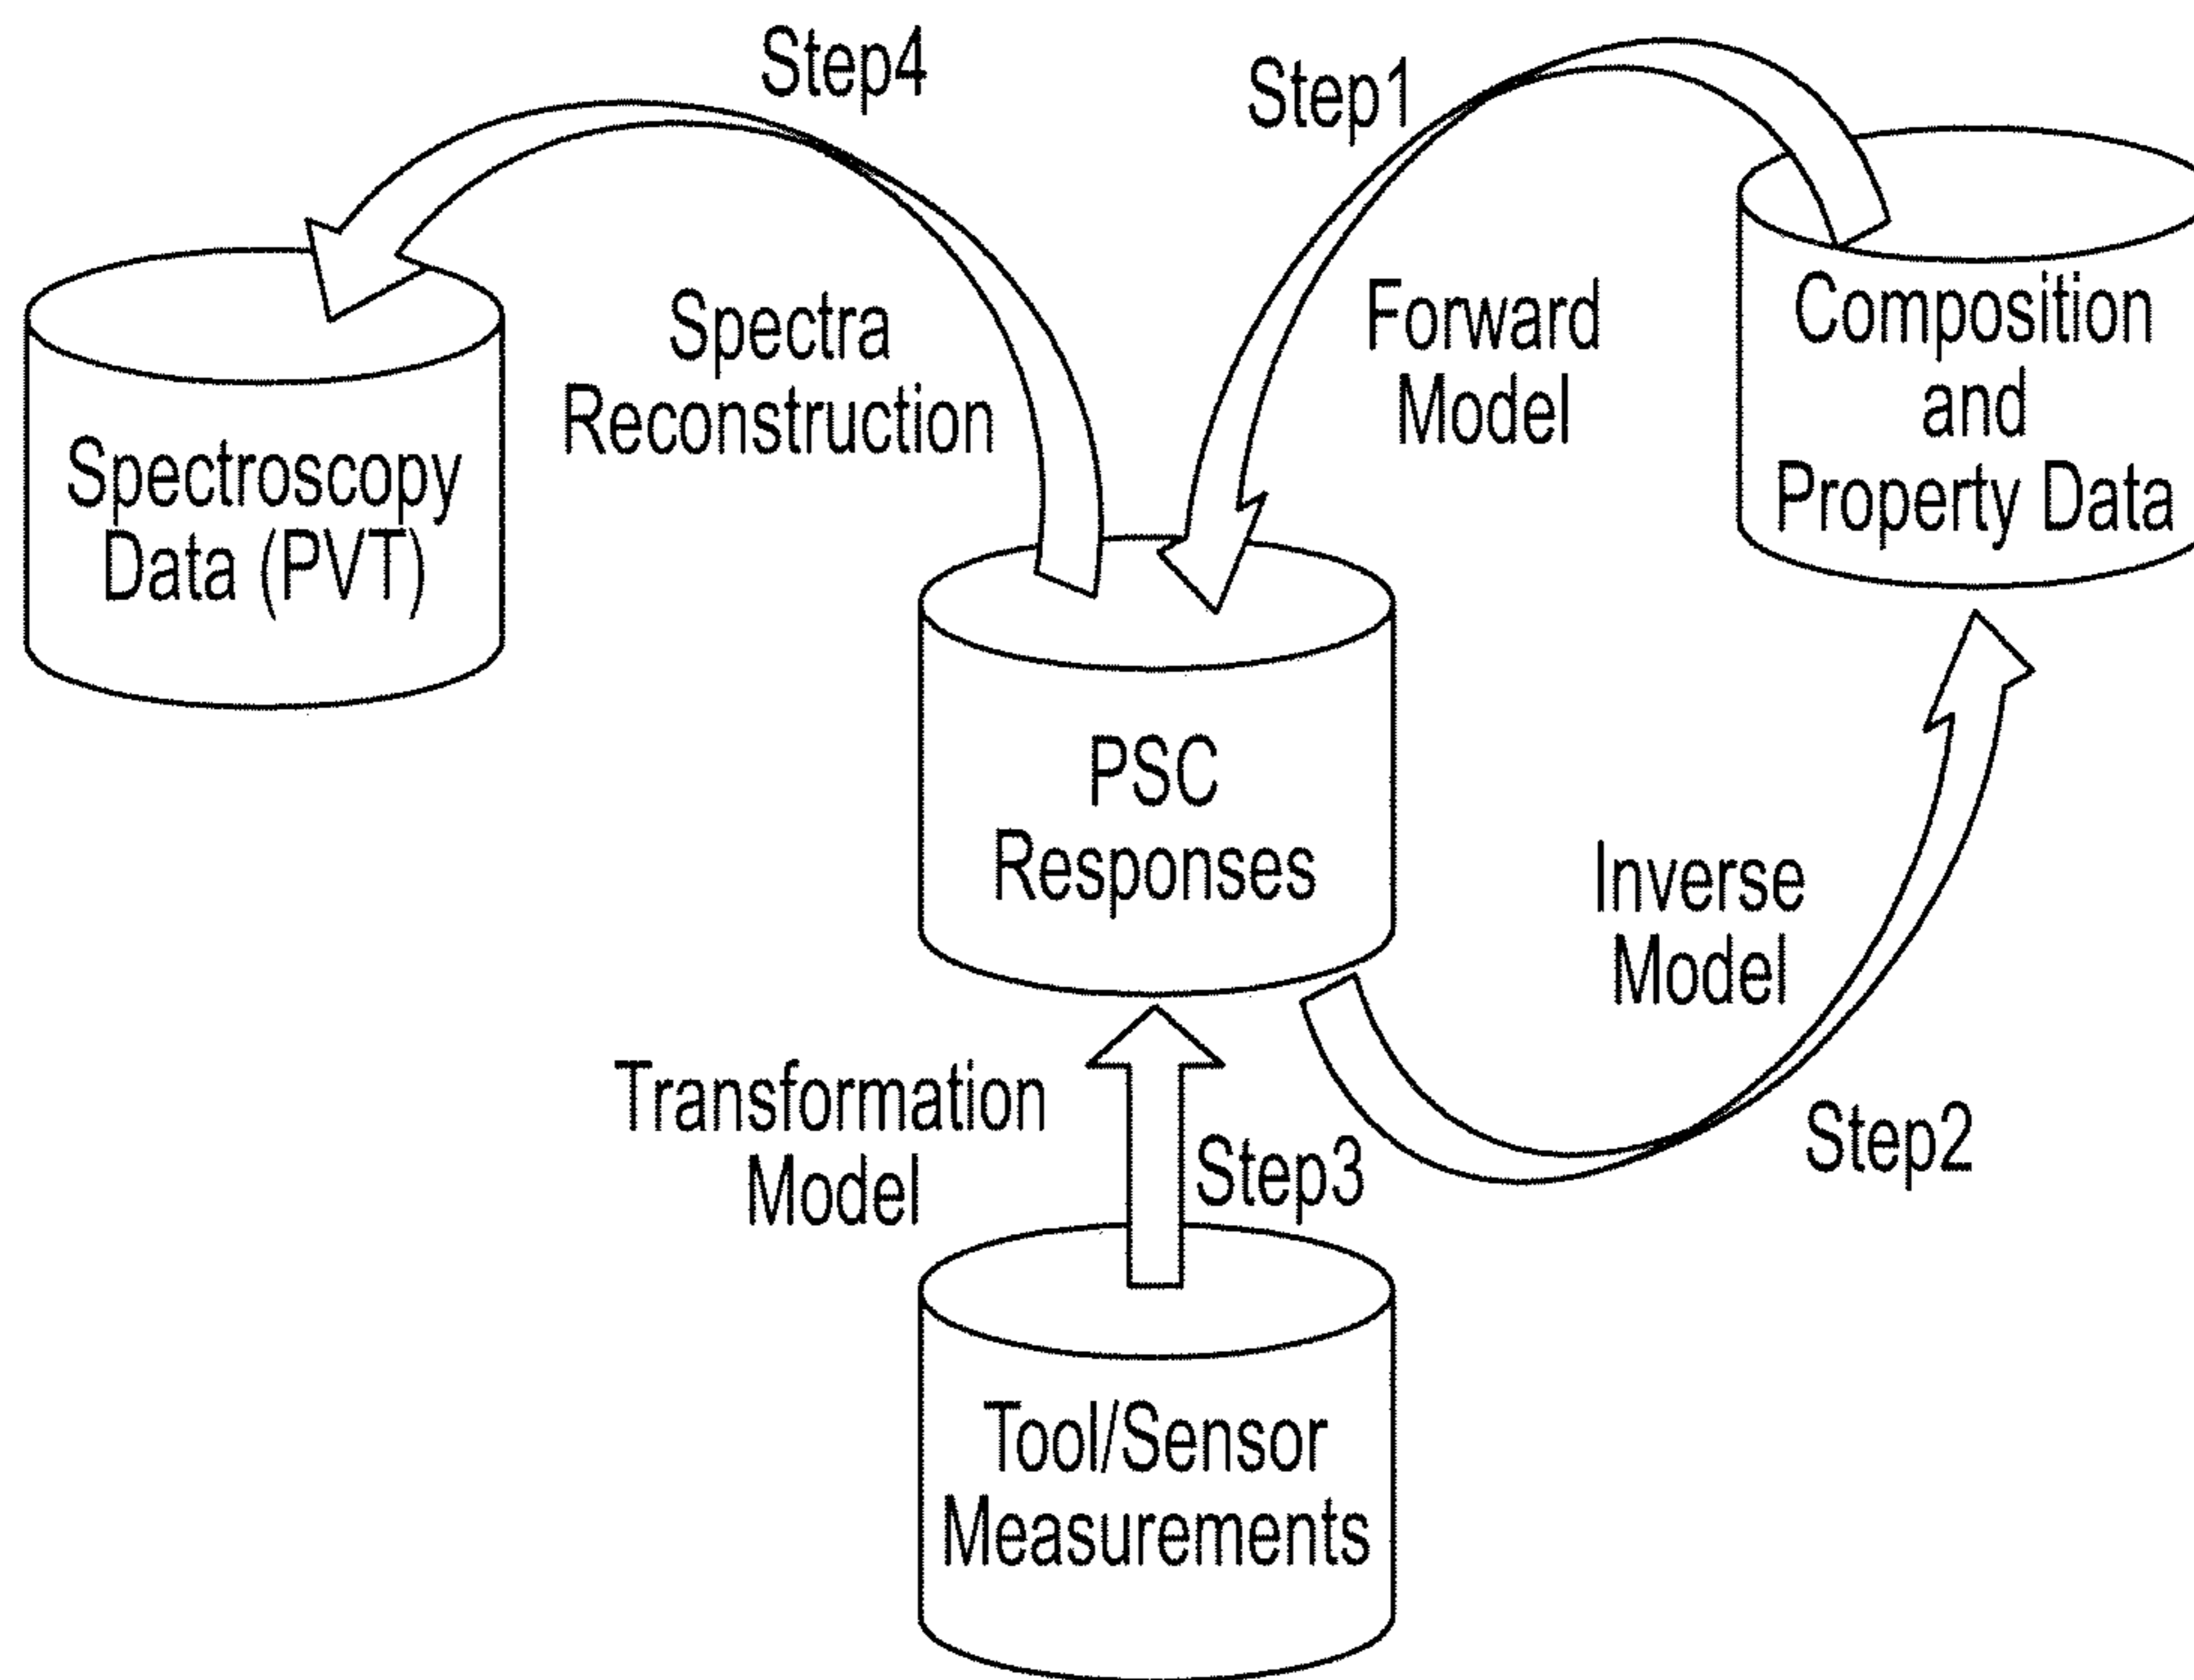 Step4
Step1
Spectra
Reconstruction
Forward
Model
Composition
and
Property Data
Spectroscopy
Data (PVT)
PSC
Responses
Inverse
Model
Transformation
Model
Step3
Step2
Tool/Sensor
Measurements